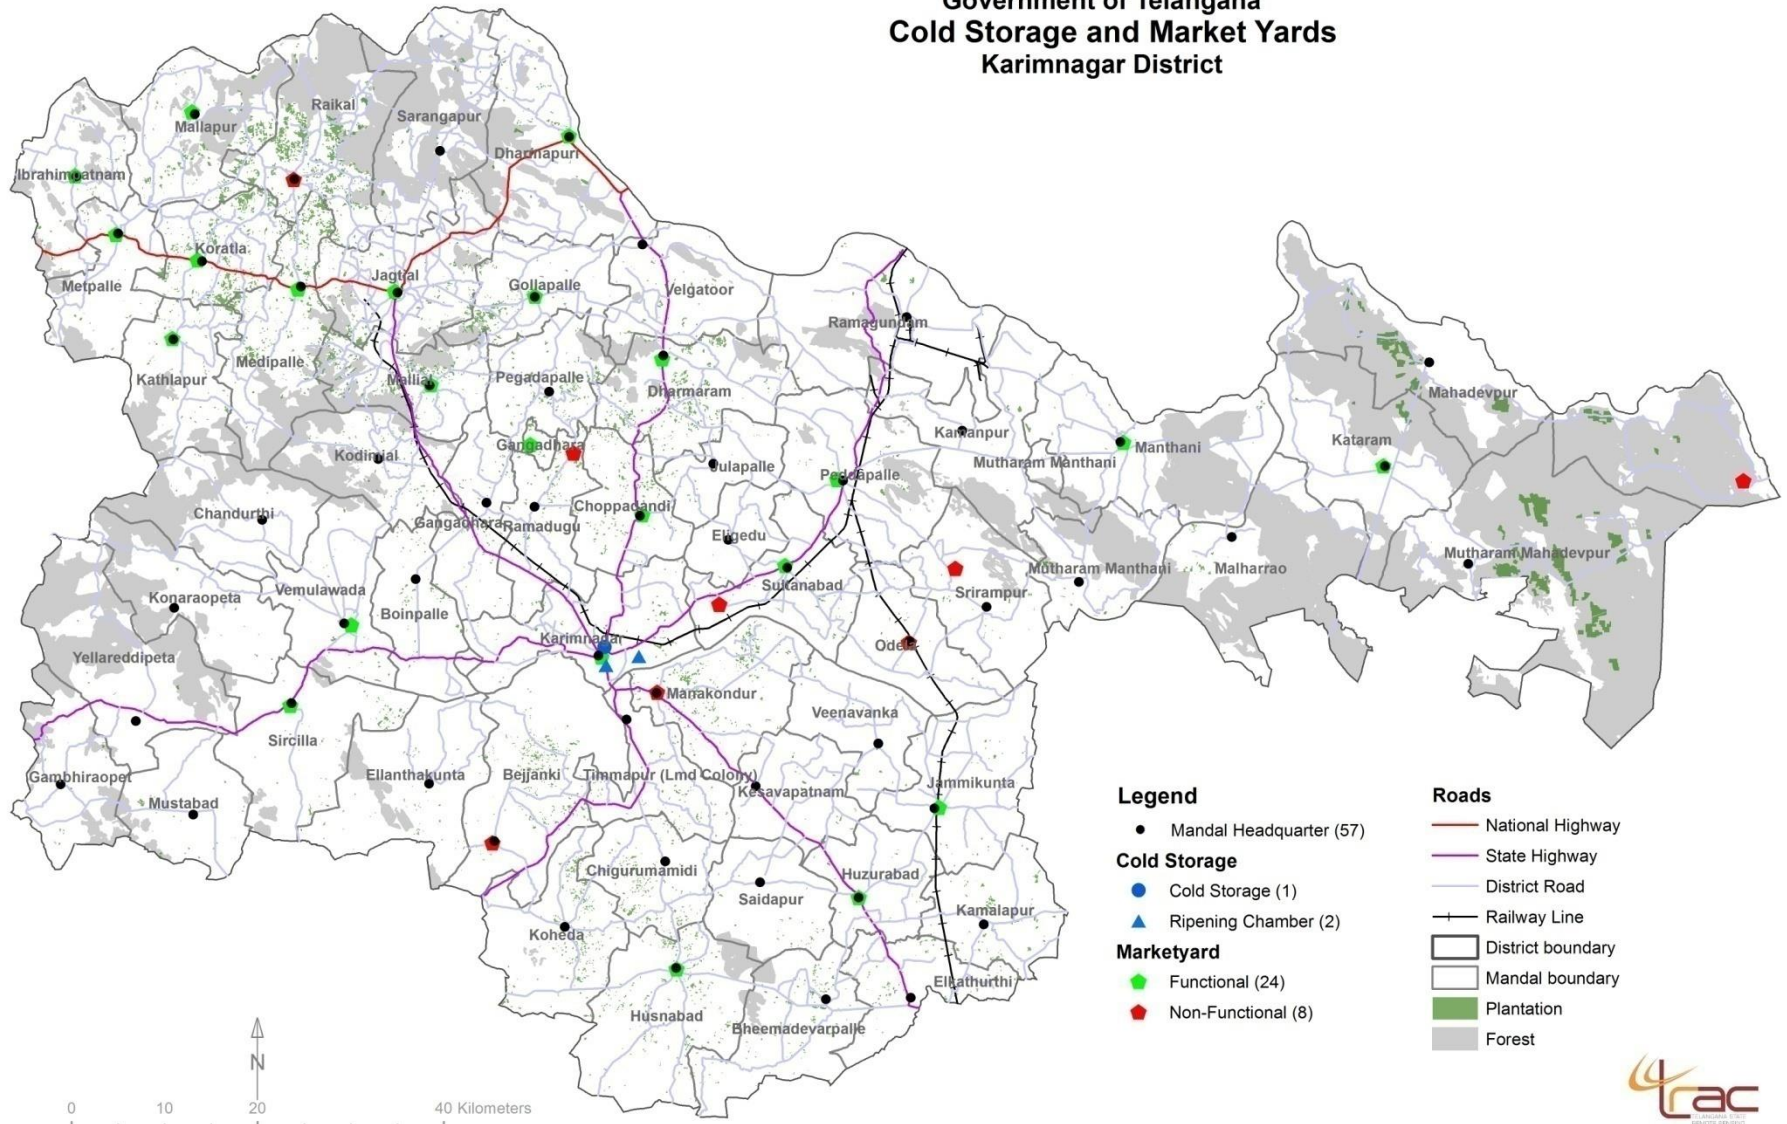 Government of Telangana
Cold Storage and Market Yards
Karimnagar District
Raikal
Sarangapur
Mallapur
Dharmapuri
Ibrahimpatnam
Koratla
Jagtial
Metpalle
Gollapalle
Velgatoor
Ramagundam
Medipalle
Kathlapur
Mallial
Pegadapalle
Dharmaram
Mahadevpur
Kamanpur
Kataram
Gangadhara
Manthani
Kodimial
Julapalle
Mutharam Manthani
Peddapalle
Chandurthi
Choppadandi
Gangadhara
Ramadugu
Eligedu
Mutharam Mahadevpur
Mutharam Manthani
Malharrao
Vemulawada
Sultanabad
Srirampur
Konaraopeta
Boinpalle
Karimnagar
Odela
Yellareddipeta
Manakondur
Veenavanka
Sircilla
Gambhiraopet
Ellanthakunta
Bejjanki
Timmapur (Lmd Colony)
Jammikunta
Kesavapatnam
Mustabad
Chigurumamidi
Huzurabad
Saidapur
Kamalapur
Koheda
Elkathurthi
Husnabad
Bheemadevarpalle
Legend
Mandal Headquarter (57)
Cold Storage
Cold Storage (1)
Ripening Chamber (2)
Marketyard
Functional (24)
Non-Functional (8)
Roads
National Highway
State Highway
District Road
Railway Line
District boundary
Mandal boundary
Plantation
Forest
N
0 10 20 40 Kilometers
trac